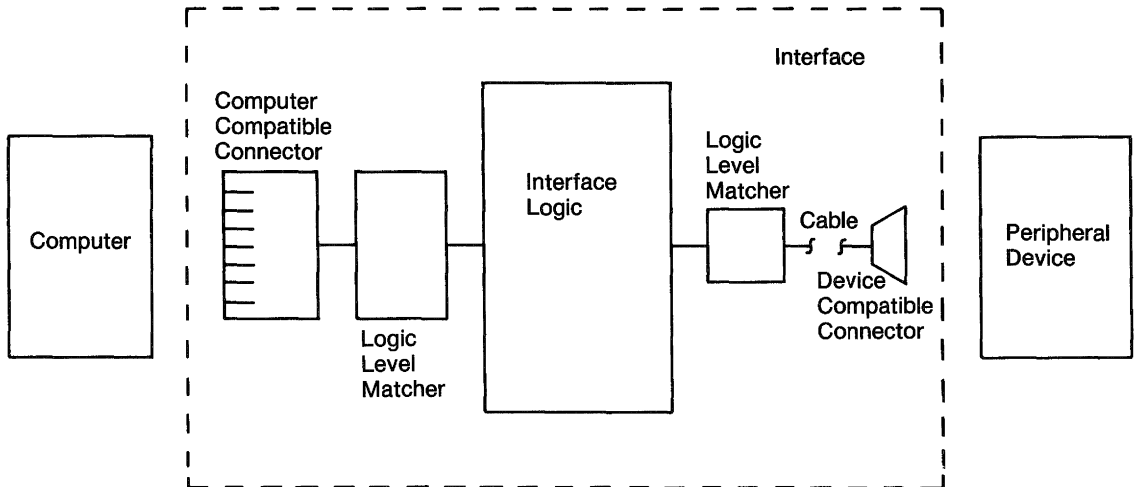 Interface
Computer
Compatible
Connector
Computer
Logic
Level
Matcher
Interface
Logic
Logic
Level
Matcher
Cable
Device
Compatible
Connector
Peripheral
Device